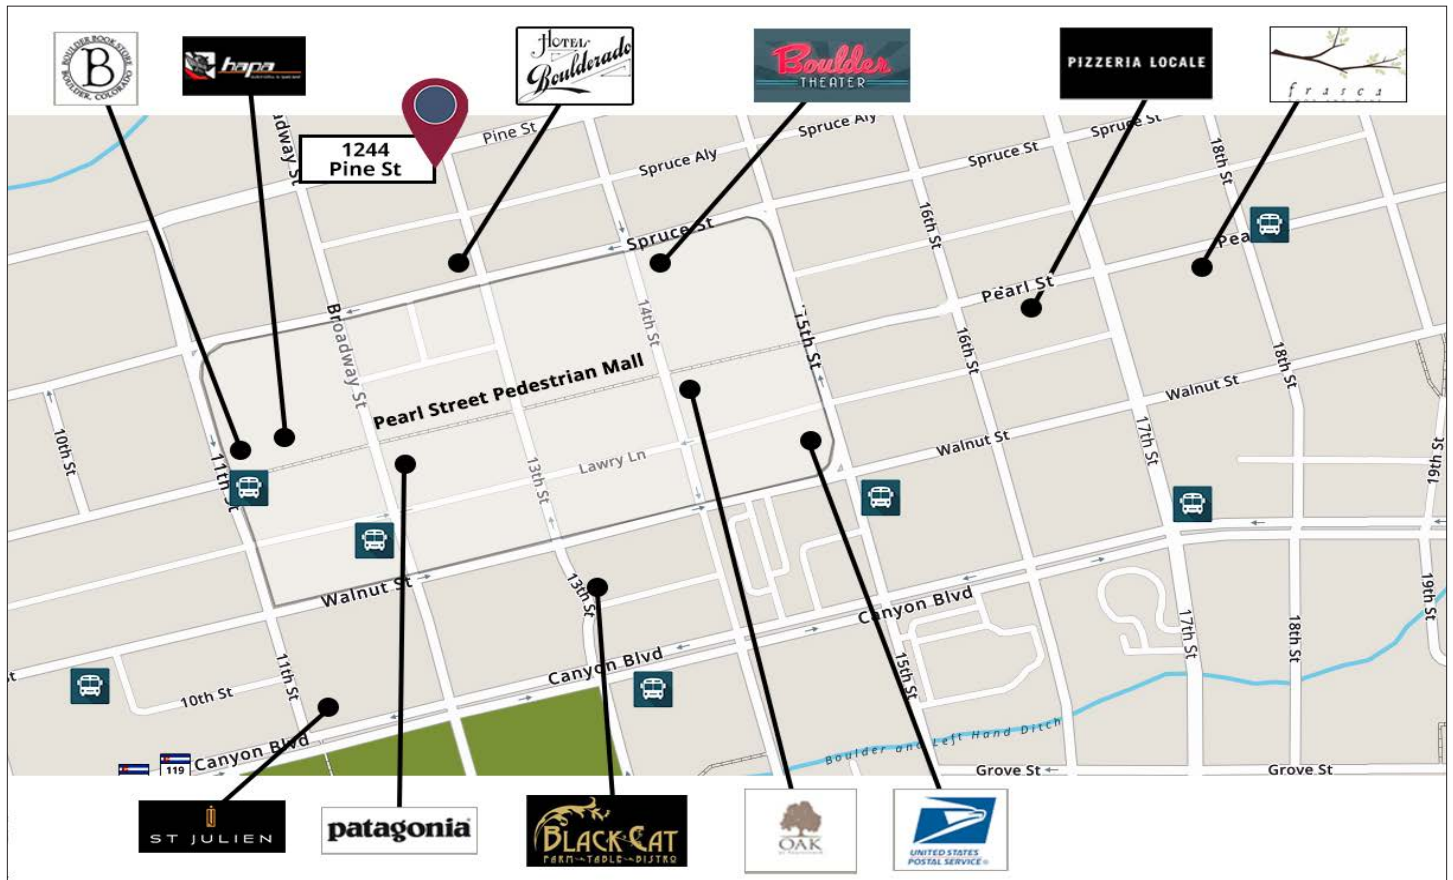 BOULDER BOOK STORE
B
BOULDER, COLORADO
hapa
HOTEL
Boulderado
Boulder
THEATER
PIZZERIA LOCALE
frasca
1244
Pine St
adway St
Pine St
Spruce Aly
Spruce Aly
Spruce St
Spruce St
18th St
16th St
Spruce St
Pea
Pearl St
Broadway St
14th St
15th St
16th St
18th St
Pearl Street Pedestrian Mall
Walnut St
10th St
11th St
13th St
Lawry Ln
Walnut St
17th St
19th St
Walnut St
13th St
Canyon Blvd
19th St
17th St
18th St
11th St
10th St
Canyon Blvd
15th St
Canyon Blvd
119
Boulder and Left Hand Ditch
Grove St
Grove St
ST JULIEN
patagonia
BLACK CAT
FARM TABLE BISTRO
OAK
UNITED STATES
POSTAL SERVICE®